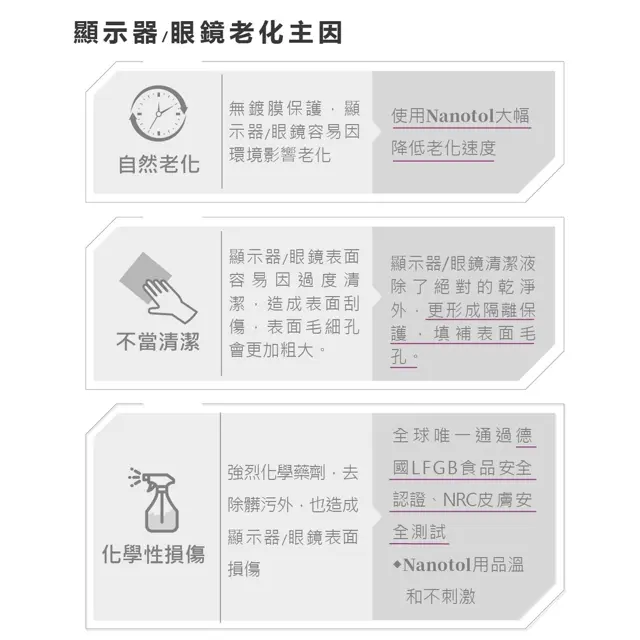 顯示器/眼鏡老化主因
自然老化
無鍍膜保護，顯
示器/眼鏡容易因
環境影響老化
使用Nanotol大幅
降低老化速度
不當清潔
顯示器/眼鏡表面
容易因過度清
潔，造成表面刮
傷，表面毛細孔
會更加粗大。
顯示器/眼鏡清潔液
除了絕對的乾淨
外，更形成隔離保
護，填補表面毛
孔。
化學性損傷
強烈化學藥劑，去
除髒污外，也造成
顯示器/眼鏡表面
損傷
全球唯一通過德
國LFGB食品安全
認證、NRC皮膚安
全測試
◆Nanotol用品溫
和不刺激